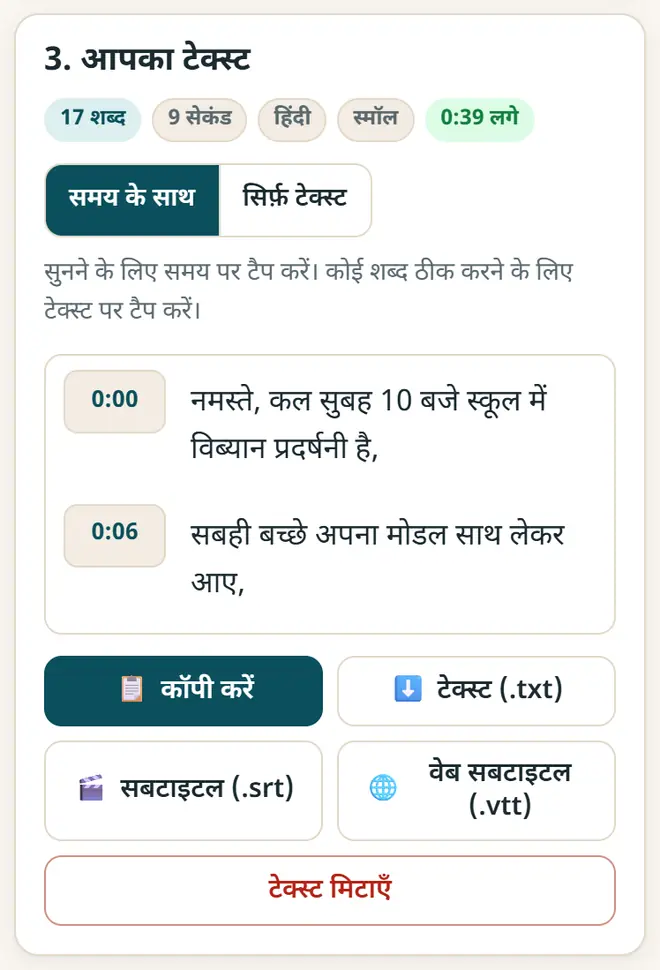 3. आपका टेक्स्ट
17 शब्द
9 सेकंड
हिंदी
स्मॉल
0:39 लगे
समय के साथ
सिर्फ़ टेक्स्ट
सुनने के लिए समय पर टैप करें। कोई शब्द ठीक करने के लिए
टेक्स्ट पर टैप करें।
0:00
नमस्ते, कल सुबह 10 बजे स्कूल में
विब्यान प्रदर्षनी है,
0:06
सबही बच्छे अपना मोडल साथ लेकर
आए,
कॉपी करें
टेक्स्ट (.txt)
सबटाइटल (.srt)
वेब सबटाइटल
(.vtt)
टेक्स्ट मिटाएँ